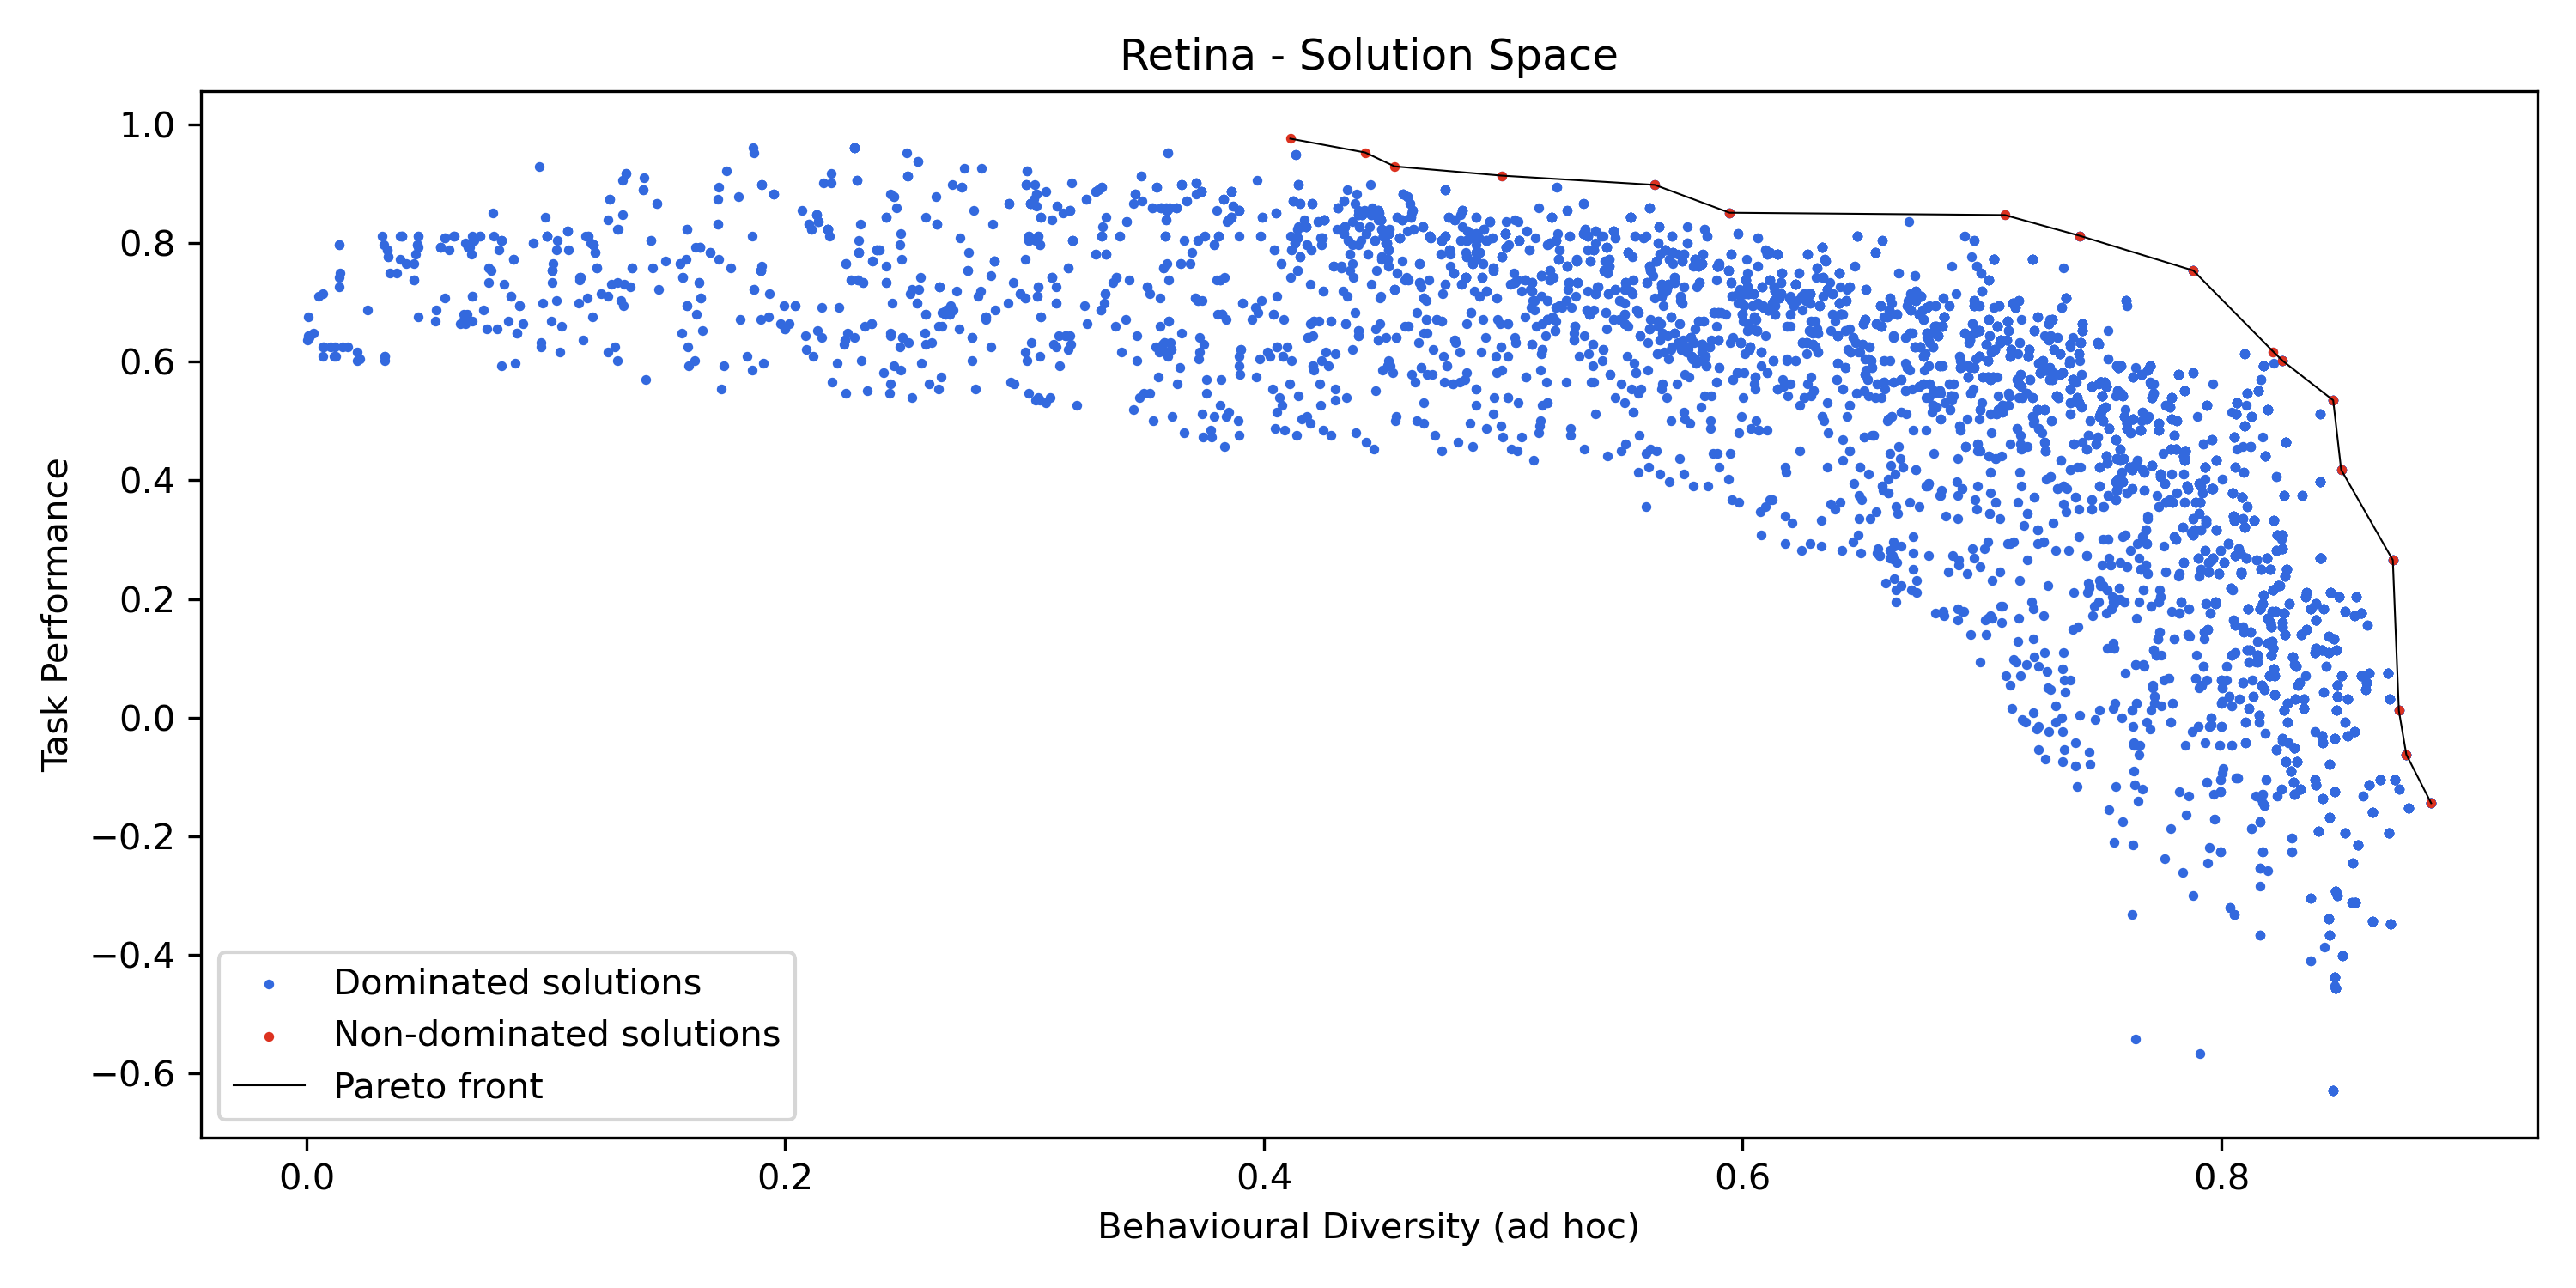 Retina - Solution Space
1.0
0.8
0.6
0.4
0.2
0.0
−0.2
−0.4
−0.6
Task Performance
Dominated solutions
Non-dominated solutions
Pareto front
0.0 0.2 0.4 0.6 0.8
Behavioural Diversity (ad hoc)